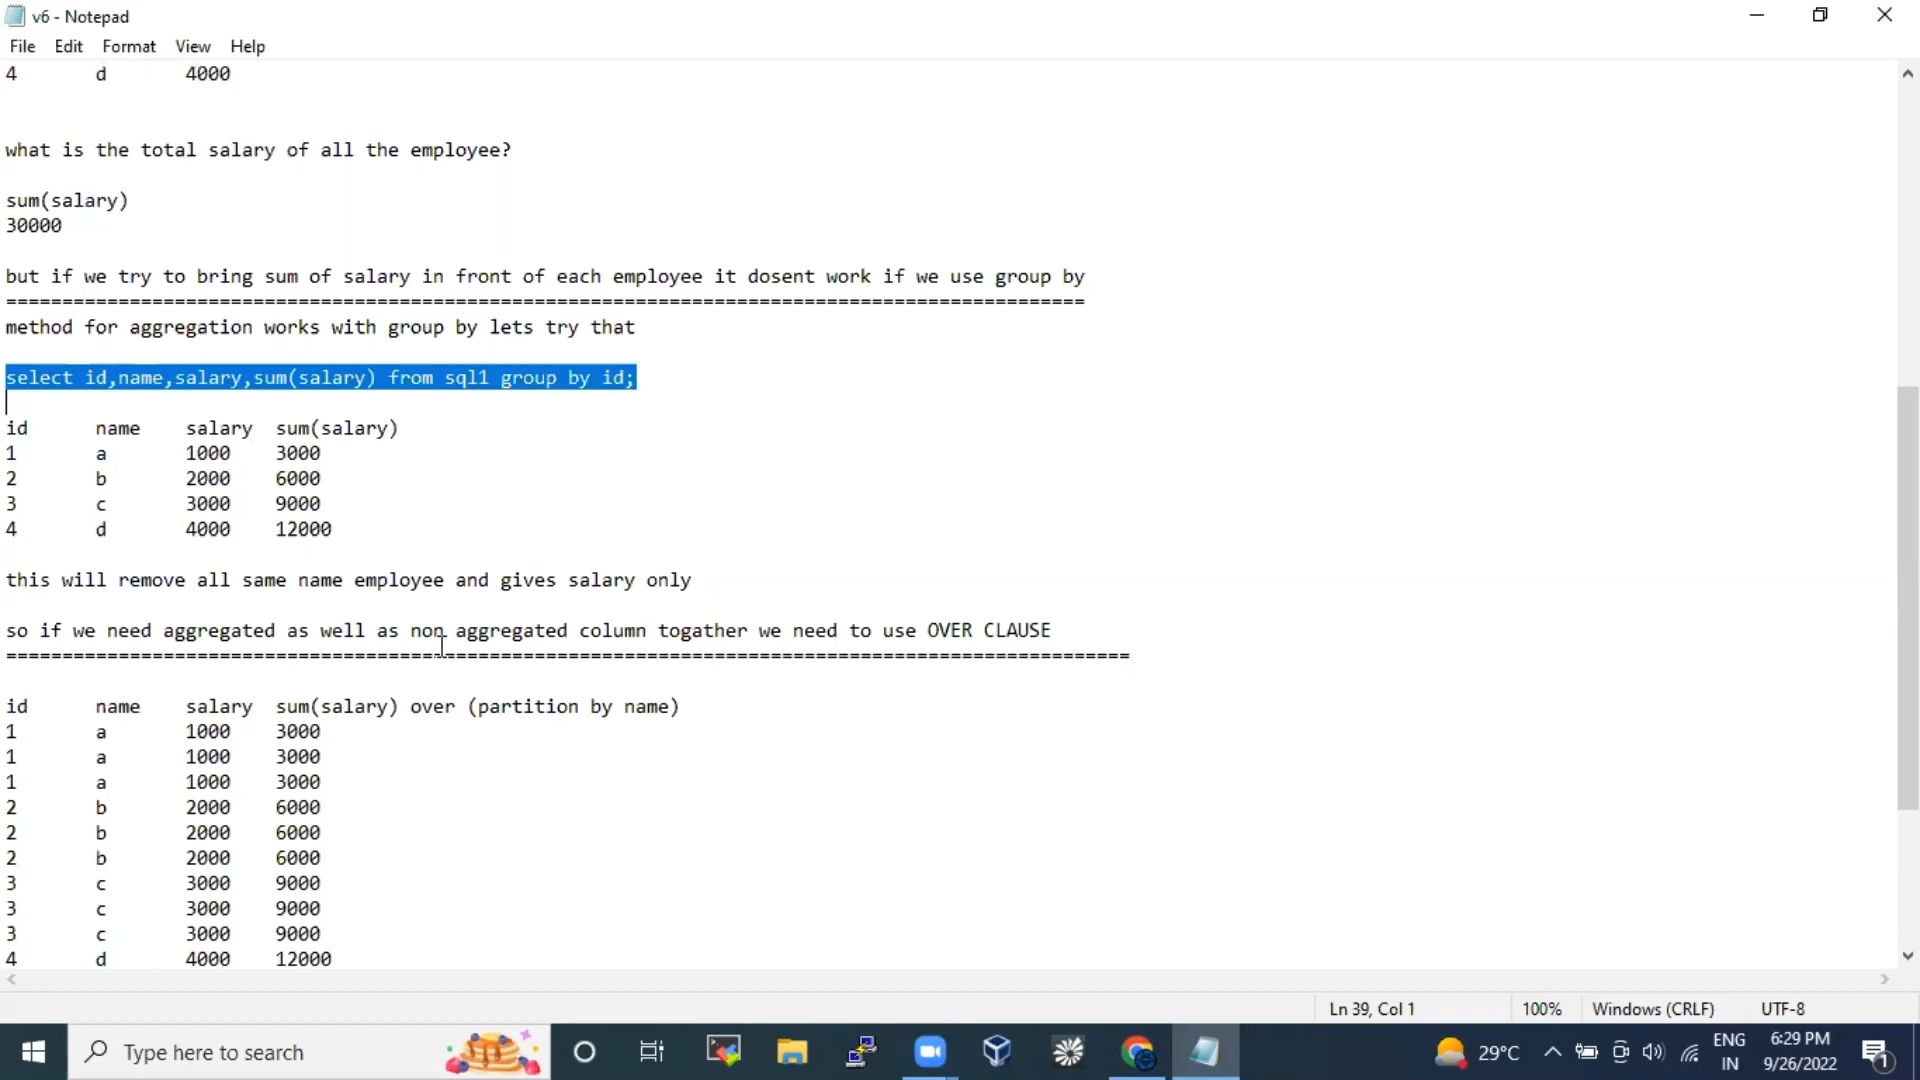 v6 - Notepad
File Edit Format View Help
4 d 4000
what is the total salary of all the employee?
sum(salary)
30000
but if we try to bring sum of salary in front of each employee it dosent work if we use group by
================================================================================================
method for aggregation works with group by lets try that
select id,name,salary,sum(salary) from sql1 group by id;
id name salary sum(salary)
1 a 1000 3000
2 b 2000 6000
3 c 3000 9000
4 d 4000 12000
this will remove all same name employee and gives salary only
so if we need aggregated as well as non aggregated column togather we need to use OVER CLAUSE
====================================================================================================
id name salary sum(salary) over (partition by name)
1 a 1000 3000
1 a 1000 3000
1 a 1000 3000
2 b 2000 6000
2 b 2000 6000
2 b 2000 6000
3 c 3000 9000
3 c 3000 9000
3 c 3000 9000
4 d 4000 12000
Ln 39, Col 1 100% Windows (CRLF) UTF-8
Type here to search
29°C
ENG
IN
6:29 PM
9/26/2022
1